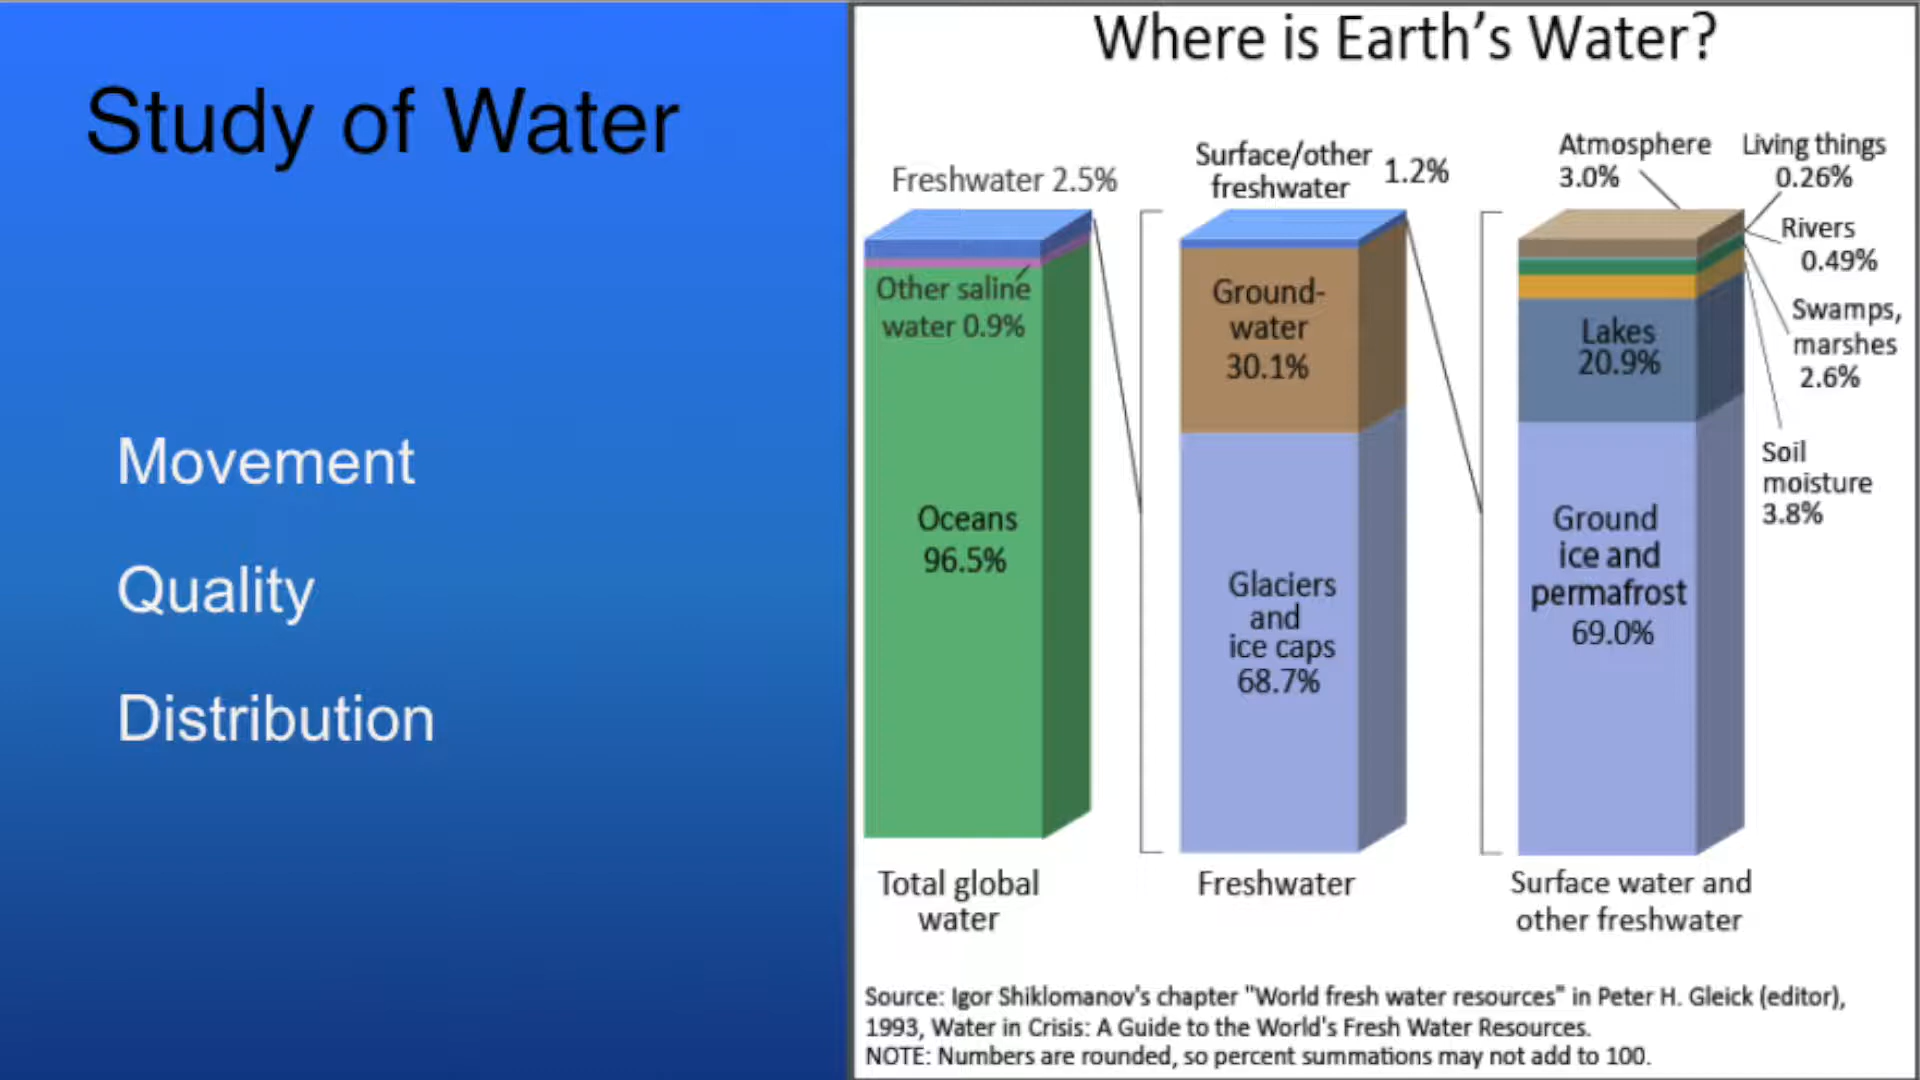 Study of Water
Movement
Quality
Distribution
Where is Earth's Water?
Freshwater 2.5%
Other saline
water 0.9%
Oceans
96.5%
Total global
water
Surface/other
freshwater
1.2%
Ground-
water
30.1%
Glaciers
and
ice caps
68.7%
Freshwater
Atmosphere
3.0%
Living things
0.26%
Rivers
0.49%
Swamps,
marshes
2.6%
Soil
moisture
3.8%
Lakes
20.9%
Ground
ice and
permafrost
69.0%
Surface water and
other freshwater
Source: Igor Shiklomanov's chapter "World fresh water resources" in Peter H. Gleick (editor),
1993, Water in Crisis: A Guide to the World's Fresh Water Resources.
NOTE: Numbers are rounded, so percent summations may not add to 100.